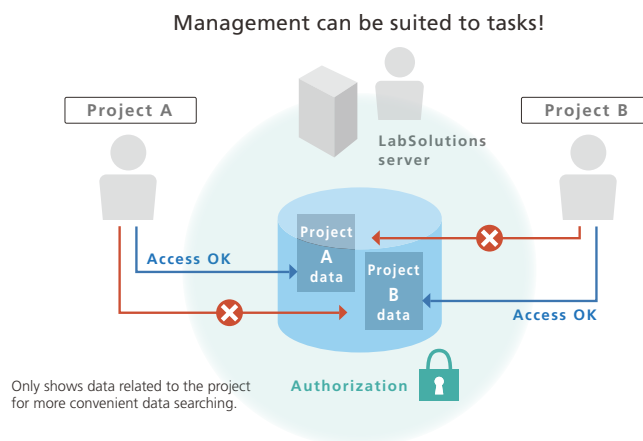 Management can be suited to tasks!
Project A
Project B
LabSolutions
server
Project
A
data
Access OK
Project
B
data
Access OK
Only shows data related to the project
for more convenient data searching.
Authorization